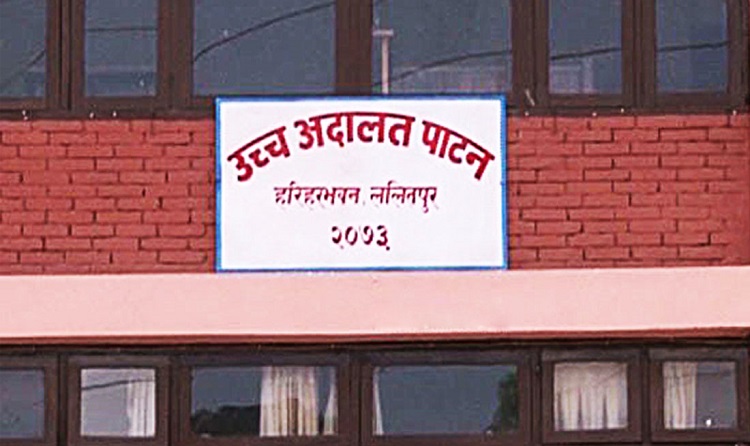 उच्च अदालत पाटन
हरिहरभवन, ललितपुर
२०७३